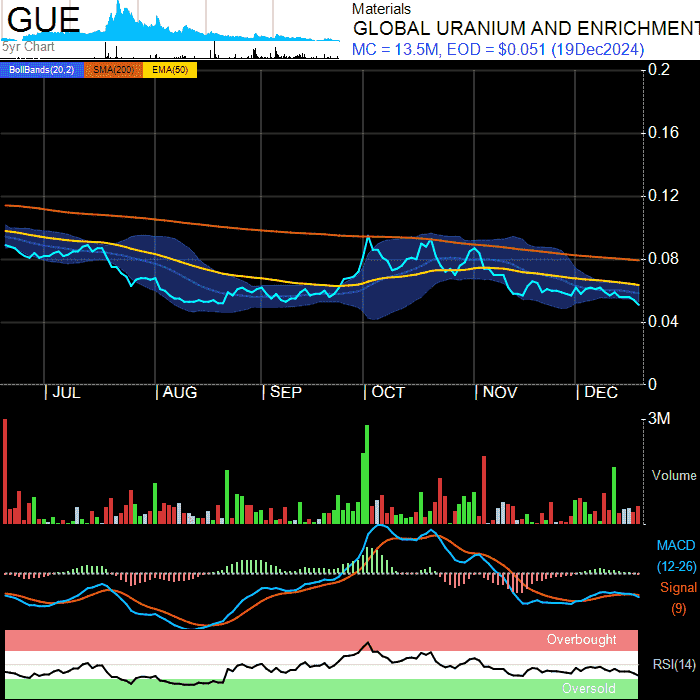 GUE
5yr Chart
Materials
GLOBAL URANIUM AND ENRICHMENT
MC = 13.5M, EOD = $0.051 (19Dec2024)
BollBands(20,2) SMA(200) EMA(50)
0.2
0.16
0.12
0.08
0.04
0
JUL AUG SEP OCT NOV DEC
3M
Volume
MACD
(12-26)
Signal
(9)
Overbought
RSI(14)
Oversold